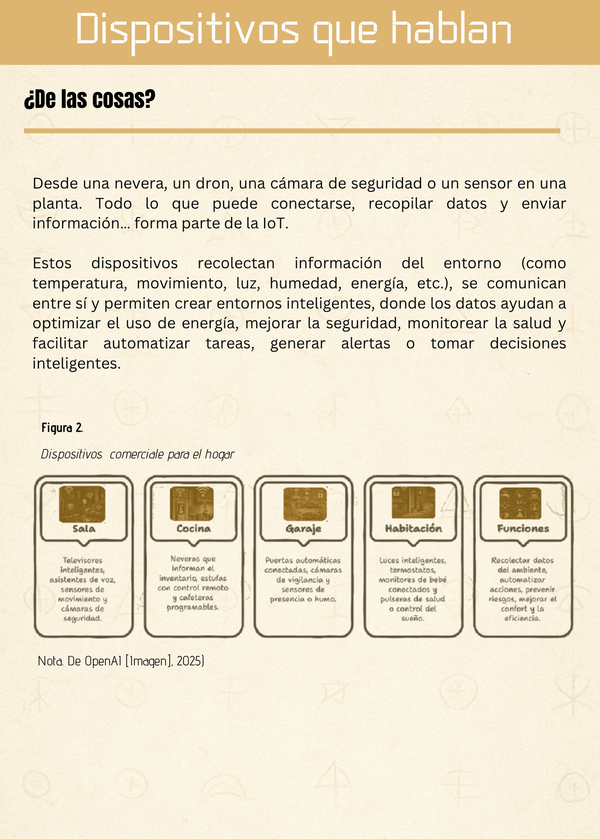 Dispositivos que hablan
¿De las cosas?
Desde una nevera, un dron, una cámara de seguridad o un sensor en una
planta. Todo lo que puede conectarse, recopilar datos y enviar
información... forma parte de la IoT.
Estos dispositivos recolectan información del entorno (como
temperatura, movimiento, luz, humedad, energía, etc.), se comunican
entre sí y permiten crear entornos inteligentes, donde los datos ayudan a
optimizar el uso de energía, mejorar la seguridad, monitorear la salud y
facilitar automatizar tareas, generar alertas o tomar decisiones
inteligentes.
Figura 2.
Dispositivos comerciale para el hogar
Sala
Televisores
inteligentes,
asistentes de voz,
sensores de
movimiento y
cámaras de
seguridad.
Cocina
Neveras que
informan el
inventario, estufas
con control remoto
y cafeteras
programables.
Garaje
Puertas automáticas
conectadas, cámaras
de vigilancia y
sensores de
presencia o humo.
Habitación
Luces inteligentes,
termostatos,
monitores de bebé
conectados y
pulseras de salud
o control del
sueño.
Funciones
Recolectar datos
del ambiente,
automatizar
acciones, prevenir
riesgos, mejorar el
confort y la
eficiencia.
Nota. De OpenAI [Imagen], 2025)